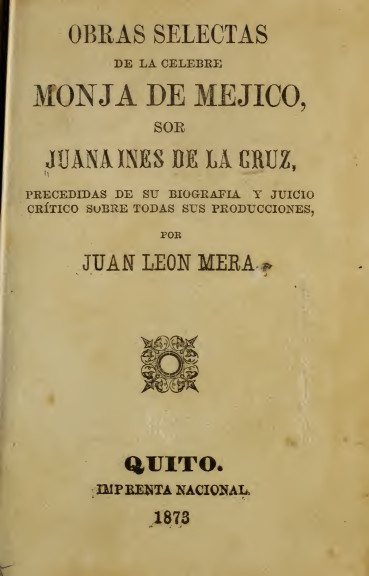 OBRAS SELECTAS
DE LA CELEBRE
MONJA DE MEJICO,
SOR
JUANA INES DE LA CRUZ,
PRECEDIDAS DE SU BIOGRAFIA Y JUICIO
CRÍTICO SOBRE TODAS SUS PRODUCCIONES,
POR
JUAN LEON MERA
QUITO.
IMPRENTA NACIONAL.
1873